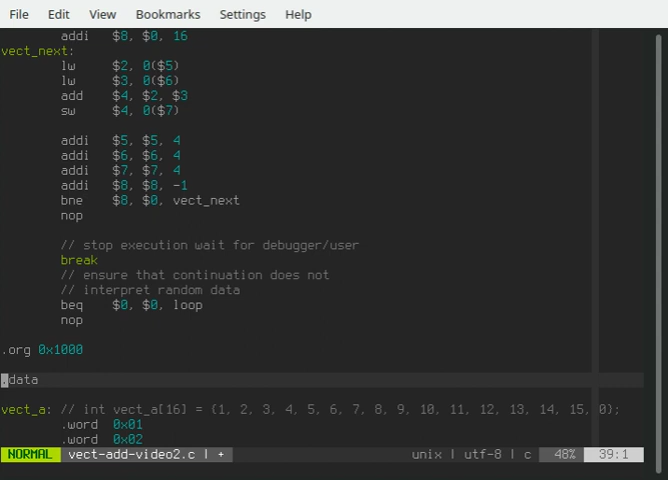 File Edit View Bookmarks Settings Help
addi $8, $0, 16
vect_next:
lw $2, 0($5)
lw $3, 0($6)
add $4, $2, $3
sw $4, 0($7)
addi $5, $5, 4
addi $6, $6, 4
addi $7, $7, 4
addi $8, $8, -1
bne $8, $0, vect_next
nop
// stop execution wait for debugger/user
break
// ensure that continuation does not
// interpret random data
beq $0, $0, loop
nop
.org 0x1000
.data
vect_a: // int vect_a[16] = {1, 2, 3, 4, 5, 6, 7, 8, 9, 10, 11, 12, 13, 14, 15, 0};
.word 0x01
.word 0x02
NORMAL vect-add-video2.c | + unix | utf-8 | c 48% 39:1